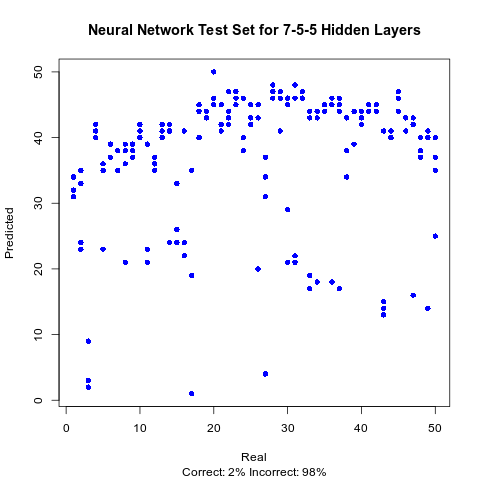 Neural Network Test Set for 7-5-5 Hidden Layers
Predicted
50
40
30
20
10
0
0 10 20 30 40 50
Real
Correct: 2% Incorrect: 98%